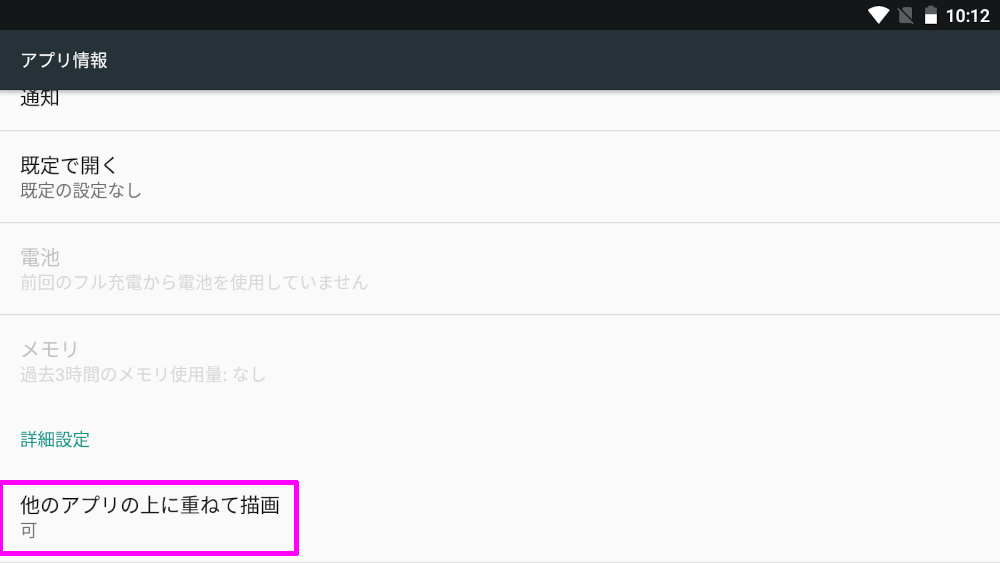 10:12
アプリ情報
通知
既定で開く
既定の設定なし
電池
前回のフル充電から電池を使用していません
メモリ
過去3時間のメモリ使用量: なし
詳細設定
他のアプリの上に重ねて描画
可